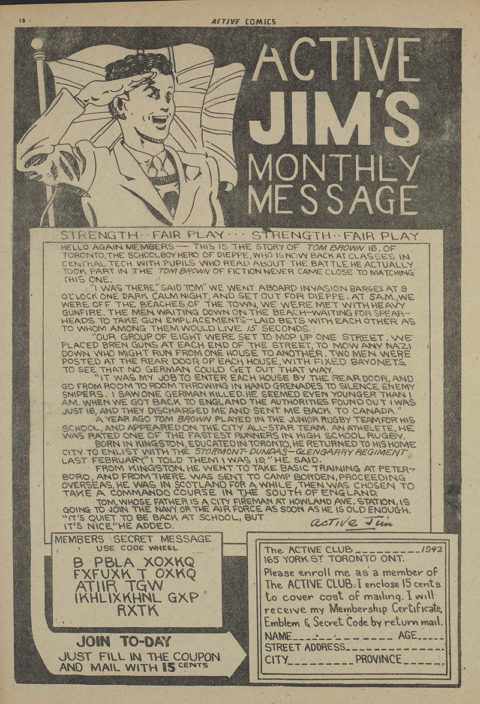 18
ACTIVE COMICS
ACTIVE
JIM'S
MONTHLY
MESSAGE
STRENGTH ·· FAIR PLAY ··· STRENGTH ·· FAIR PLAY
HELLO AGAIN MEMBERS — THIS IS THE STORY OF TOM BROWN 16, OF
TORONTO, THE SCHOOL BOY HERO OF DIEPPE, WHO IS NOW BACK AT CLASSES IN
CENTRAL TECH WITH PUPILS WHO READ ABOUT THE BATTLE HE ACTUALLY
TOOK PART IN THE TOM BROWN OF FICTION NEVER CAME CLOSE TO MATCHING
THIS ONE.
"I WAS THERE," SAID TOM" WE WENT ABOARD INVASION BARGES AT 8
O'CLOCK ONE DARK, CALM NIGHT, AND SET OUT FOR DIEPPE. AT 5 A.M. WE
WERE OFF THE BEACHES OF THE TOWN. WE WERE MET WITH HEAVY
GUNFIRE. THE MEN WAITING DOWN ON THE BEACH—WAITING FOR SPEAR-
HEADS TO TAKE GUN EMPLACEMENTS—LAID BETS WITH EACH OTHER AS
TO WHOM AMONG THEM WOULD LIVE 15 SECONDS.
"OUR GROUP OF EIGHT WERE SET TO MOP UP ONE STREET. WE
PLACED BREN GUNS AT EACH END OF THE STREET, TO MOW ANY NAZI
DOWN WHO MIGHT RUN FROM ONE HOUSE TO ANOTHER. TWO MEN WERE
POSTED AT THE REAR DOOR OF EACH HOUSE, WITH FIXED BAYONETS,
TO SEE THAT NO GERMAN COULD GET OUT THAT WAY.
"IT WAS MY JOB TO ENTER EACH HOUSE BY THE REAR DOOR, AND
GO FROM ROOM TO ROOM THROWING IN HAND GRENADES TO SILENCE ENEMY
SNIPERS. I SAW ONE GERMAN KILLED. HE SEEMED EVEN YOUNGER THAN I
AM. WHEN WE GOT BACK TO ENGLAND THE AUTHORITIES FOUND OUT I WAS
JUST 16, AND THEY DISCHARGED ME AND SENT ME BACK TO CANADA."
A YEAR AGO TOM BROWN PLAYED IN THE JUNIOR RUGBY TEAM FOR HIS
SCHOOL, AND APPEARED ON THE CITY ALL-STAR TEAM. AN ATHLETE, HE
WAS RATED ONE OF THE FASTEST RUNNERS IN HIGH SCHOOL RUGBY.
BORN IN KINGSTON, EDUCATED IN TORONTO, HE RETURNED TO HIS HOME
CITY TO ENLIST WITH THE STORMONT-DUNDAS-GLENGARRY REGIMENT
LAST FEBRUARY," I TOLD THEM I WAS 19," HE SAID.
FROM KINGSTON, HE WENT TO TAKE BASIC TRAINING AT PETER-
BORO, AND FROM THERE WAS SENT TO CAMP BORDEN, PROCEEDING
OVERSEAS, HE WAS IN SCOTLAND FOR A WHILE, THEN WAS CHOSEN TO
TAKE A COMMANDO COURSE IN THE SOUTH OF ENGLAND.
TOM, WHOSE FATHER IS A CITY FIREMAN AT HOWLAND AVE. STATION, IS
GOING TO JOIN THE NAVY OR THE AIR FORCE AS SOON AS HE IS OLD ENOUGH.
"IT'S QUIET TO BE BACK AT SCHOOL, BUT
IT'S NICE," HE ADDED.
Active Jim
MEMBERS SECRET MESSAGE
USE CODE WHEEL
B PBLA XOXKQ
FXFUXK T OXKQ
ATIIR TGW
IKHLIXKHNL GXP
RXTK
JOIN TO-DAY
JUST FILL IN THE COUPON
AND MAIL WITH 15 CENTS
The ACTIVE CLUB 1942
165 YORK ST TORONTO ONT.
Please enroll me as a member of
The ACTIVE CLUB. I enclose 15 cents
to cover cost of mailing. I will
receive my Membership Certificate,
Emblem & Secret Code by return mail.
NAME AGE
STREET ADDRESS
CITY PROVINCE